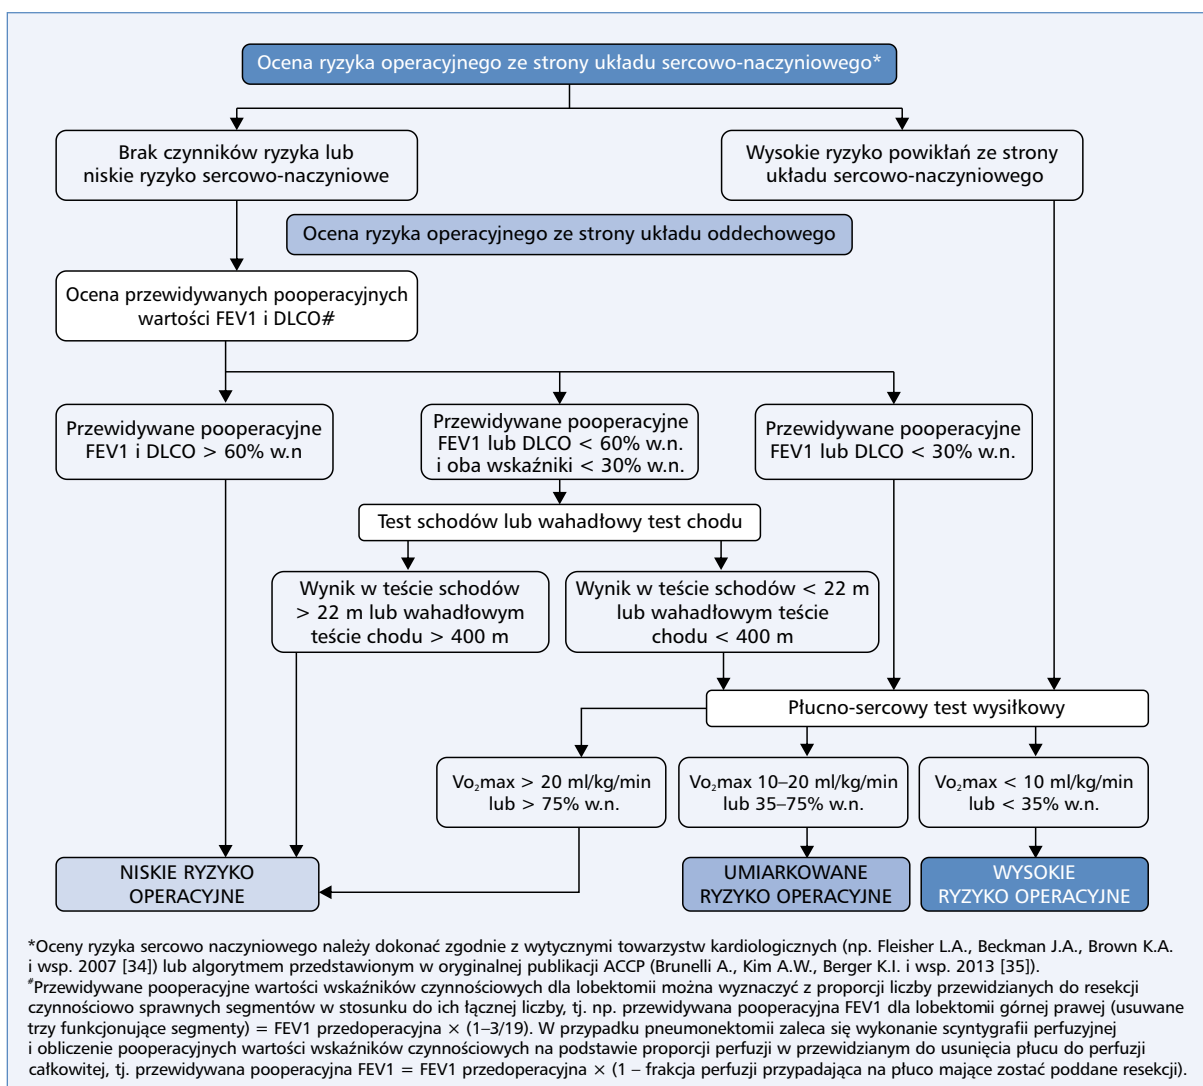 Ocena ryzyka operacyjnego ze strony układu sercowo-naczyniowego*
Brak czynników ryzyka lub
niskie ryzyko sercowo-naczyniowe
Wysokie ryzyko powikłań ze strony
układu sercowo-naczyniowego
Ocena ryzyka operacyjnego ze strony układu oddechowego
Ocena przewidywanych pooperacyjnych
wartości FEV1 i DLCO#
Przewidywane pooperacyjne
FEV1 i DLCO > 60% w.n
Przewidywane pooperacyjne
FEV1 lub DLCO < 60% w.n.
i oba wskaźniki < 30% w.n.
Przewidywane pooperacyjne
FEV1 lub DLCO < 30% w.n.
Test schodów lub wahadłowy test chodu
Wynik w teście schodów
> 22 m lub wahadłowym
teście chodu > 400 m
Wynik w teście schodów < 22 m
lub wahadłowym teście
chodu < 400 m
Płucno-sercowy test wysiłkowy
Vo₂max > 20 ml/kg/min
lub > 75% w.n.
Vo₂max 10–20 ml/kg/min
lub 35–75% w.n.
Vo₂max < 10 ml/kg/min
lub < 35% w.n.
NISKIE RYZYKO
OPERACYJNE
UMIARKOWANE
RYZYKO OPERACYJNE
WYSOKIE
RYZYKO OPERACYJNE
*Oceny ryzyka sercowo naczyniowego należy dokonać zgodnie z wytycznymi towarzystw kardiologicznych (np. Fleisher L.A., Beckman J.A., Brown K.A.
i wsp. 2007 [34]) lub algorytmem przedstawionym w oryginalnej publikacji ACCP (Brunelli A., Kim A.W., Berger K.I. i wsp. 2013 [35]).
#Przewidywane pooperacyjne wartości wskaźników czynnościowych dla lobektomii można wyznaczyć z proporcji liczby przewidzianych do resekcji
czynnościowo sprawnych segmentów w stosunku do ich łącznej liczby, tj. np. przewidywana pooperacyjna FEV1 dla lobektomii górnej prawej (usuwane
trzy funkcjonujące segmenty) = FEV1 przedoperacyjna × (1–3/19). W przypadku pneumonektomii zaleca się wykonanie scyntygrafii perfuzyjnej
i obliczenie pooperacyjnych wartości wskaźników czynnościowych na podstawie proporcji perfuzji w przewidzianym do usunięcia płucu do perfuzji
całkowitej, tj. przewidywana pooperacyjna FEV1 = FEV1 przedoperacyjna × (1 – frakcja perfuzji przypadająca na płuco mające zostać poddane resekcji).